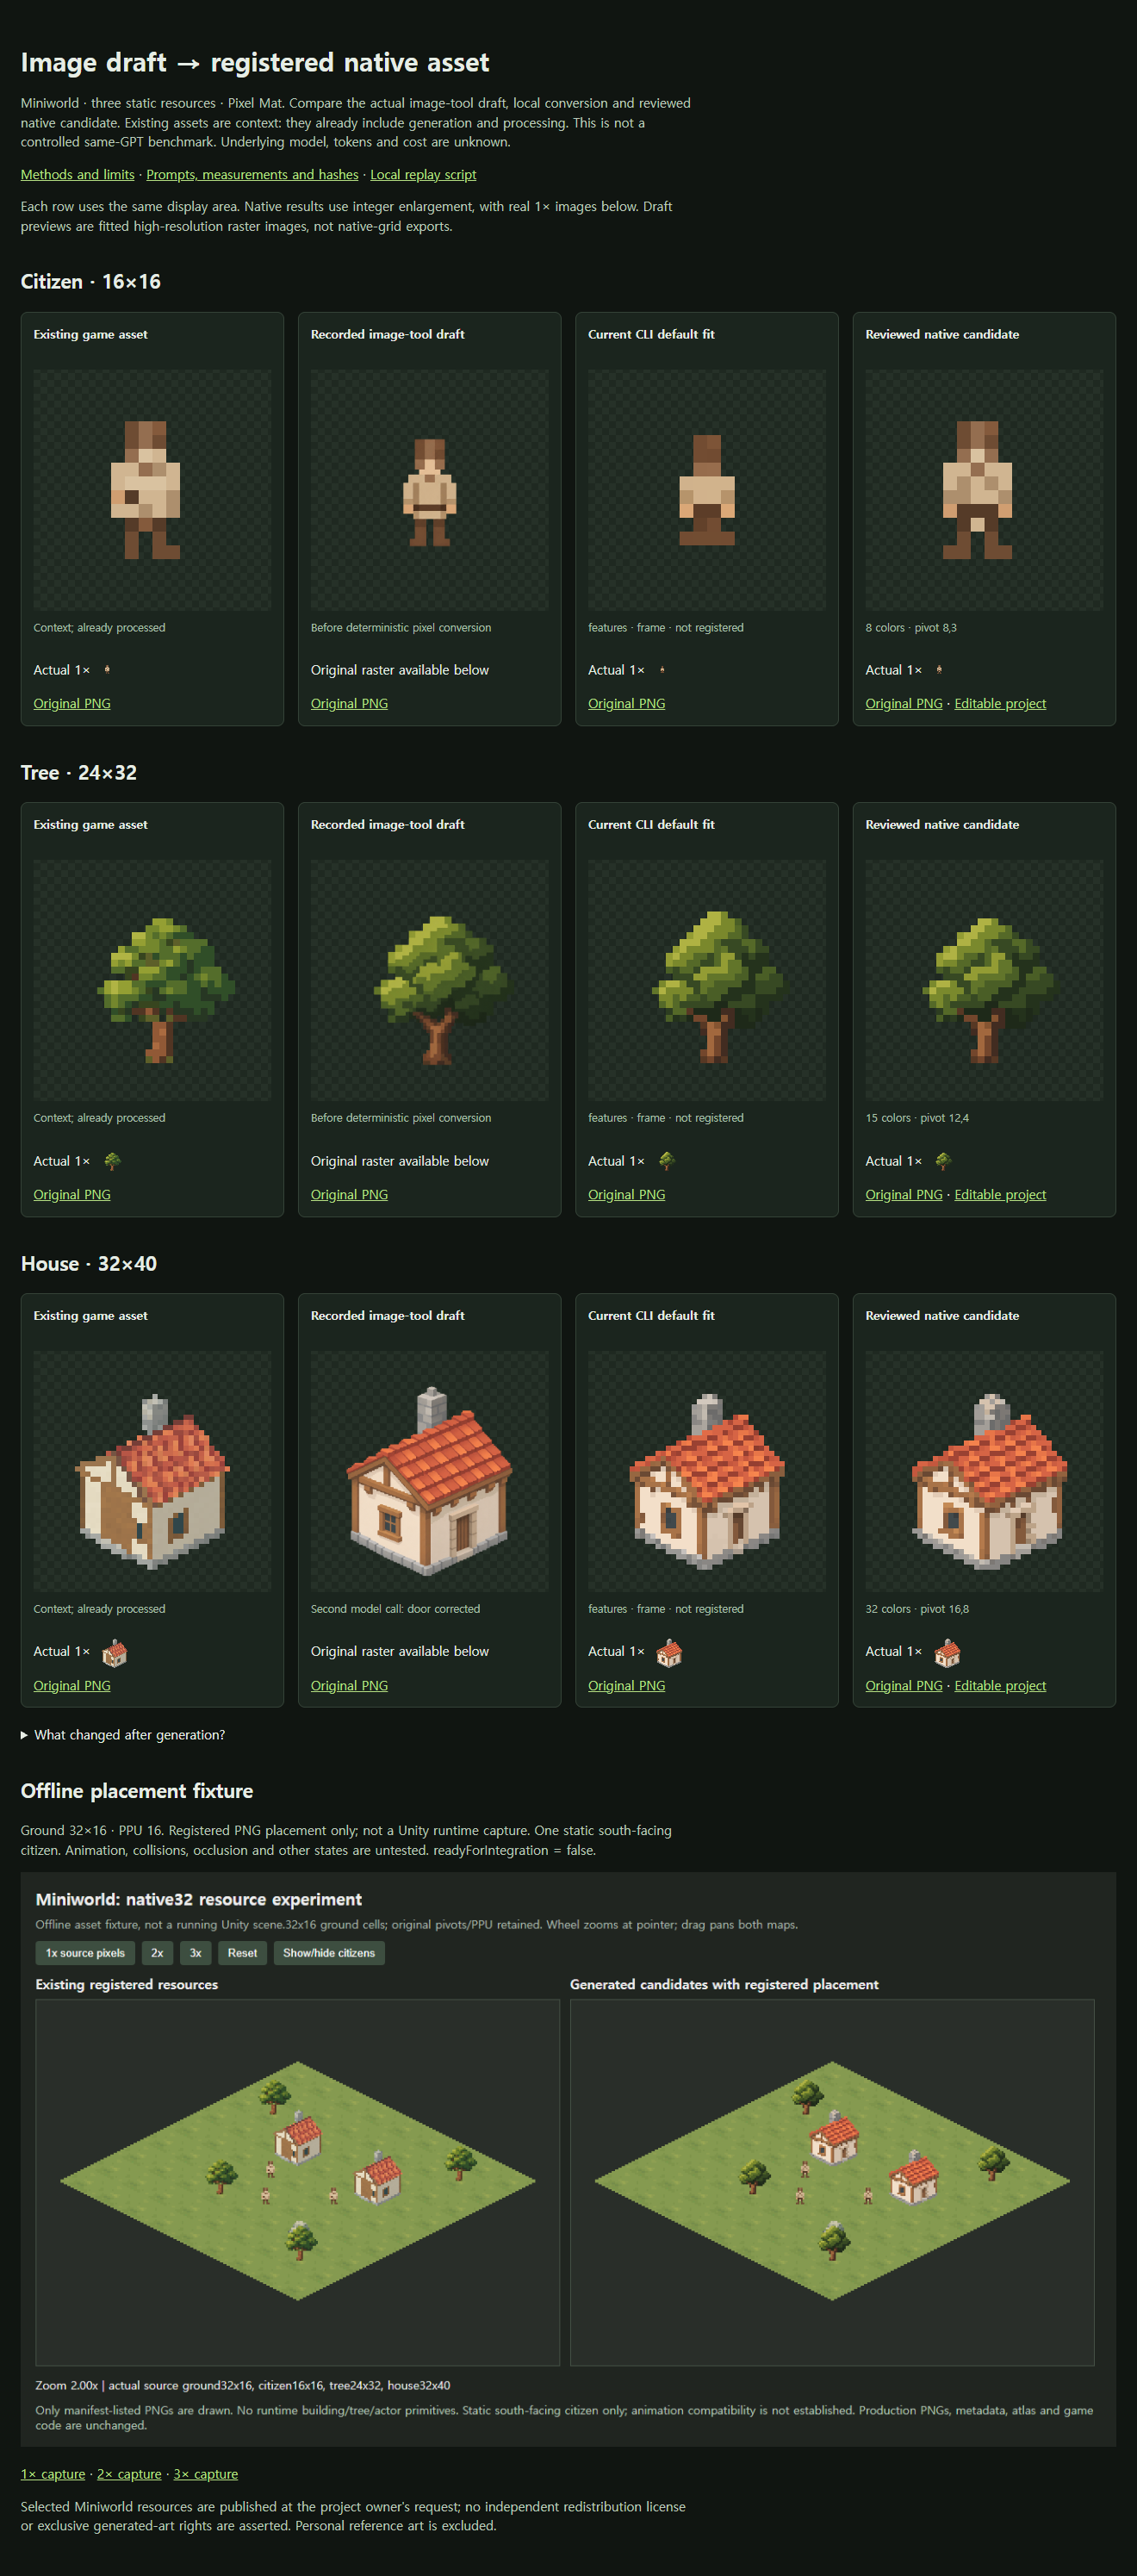 Image draft → registered native asset
Miniworld · three static resources · Pixel Mat. Compare the actual image-tool draft, local conversion and reviewed
native candidate. Existing assets are context: they already include generation and processing. This is not a
controlled same-GPT benchmark. Underlying model, tokens and cost are unknown.
Methods and limits · Prompts, measurements and hashes · Local replay script
Each row uses the same display area. Native results use integer enlargement, with real 1× images below. Draft
previews are fitted high-resolution raster images, not native-grid exports.
Citizen · 16×16
Existing game asset
Context; already processed
Actual 1×
Original PNG
Recorded image-tool draft
Before deterministic pixel conversion
Original raster available below
Original PNG
Current CLI default fit
features · frame · not registered
Actual 1×
Original PNG
Reviewed native candidate
8 colors · pivot 8,3
Actual 1×
Original PNG · Editable project
Tree · 24×32
Existing game asset
Context; already processed
Actual 1×
Original PNG
Recorded image-tool draft
Before deterministic pixel conversion
Original raster available below
Original PNG
Current CLI default fit
features · frame · not registered
Actual 1×
Original PNG
Reviewed native candidate
15 colors · pivot 12,4
Actual 1×
Original PNG · Editable project
House · 32×40
Existing game asset
Context; already processed
Actual 1×
Original PNG
Recorded image-tool draft
Second model call: door corrected
Original raster available below
Original PNG
Current CLI default fit
features · frame · not registered
Actual 1×
Original PNG
Reviewed native candidate
32 colors · pivot 16,8
Actual 1×
Original PNG · Editable project
▶ What changed after generation?
Offline placement fixture
Ground 32×16 · PPU 16. Registered PNG placement only; not a Unity runtime capture. One static south-facing
citizen. Animation, collisions, occlusion and other states are untested. readyForIntegration = false.
Miniworld: native32 resource experiment
Offline asset fixture, not a running Unity scene.32x16 ground cells; original pivots/PPU retained. Wheel zooms at pointer; drag pans both maps.
1x source pixels
2x
3x
Reset
Show/hide citizens
Existing registered resources
Generated candidates with registered placement
Zoom 2.00x | actual source ground32x16, citizen16x16, tree24x32, house32x40
Only manifest-listed PNGs are drawn. No runtime building/tree/actor primitives. Static south-facing citizen only; animation compatibility is not established. Production PNGs, metadata, atlas and game
code are unchanged.
1× capture · 2× capture · 3× capture
Selected Miniworld resources are published at the project owner's request; no independent redistribution license
or exclusive generated-art rights are asserted. Personal reference art is excluded.